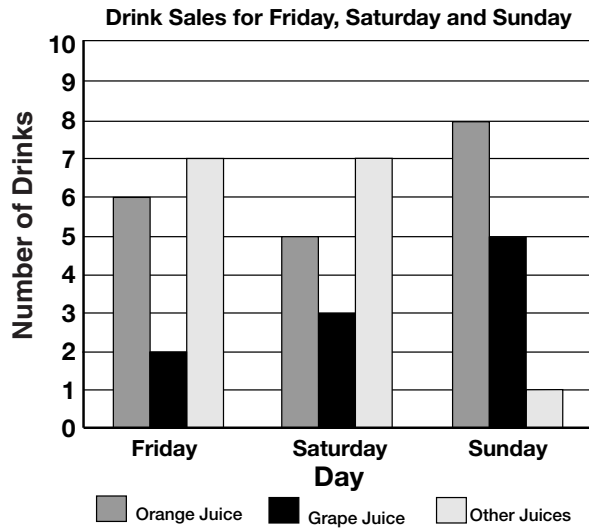 Drink Sales for Friday, Saturday and Sunday
Number of Drinks
10
9
8
7
6
5
4
3
2
1
0
Friday Saturday Sunday
Day
Orange Juice Grape Juice Other Juices